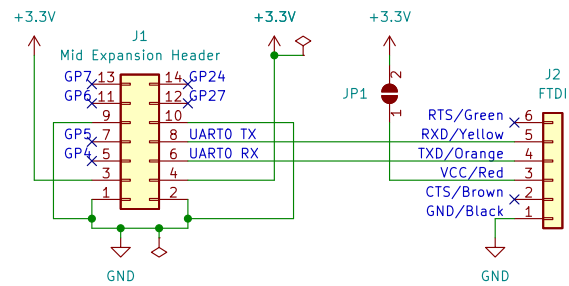 +3.3V
+3.3V
+3.3V
J1
Mid Expansion Header
J2
FTDI
GP7 13 14 GP24
GP6 11 12 GP27
9 10
GP5 7 8 UART0 TX
GP4 5 6 UART0 RX
3 4
1 2
JP1
2
1
RTS/Green 6
RXD/Yellow 5
TXD/Orange 4
VCC/Red 3
CTS/Brown 2
GND/Black 1
GND
GND